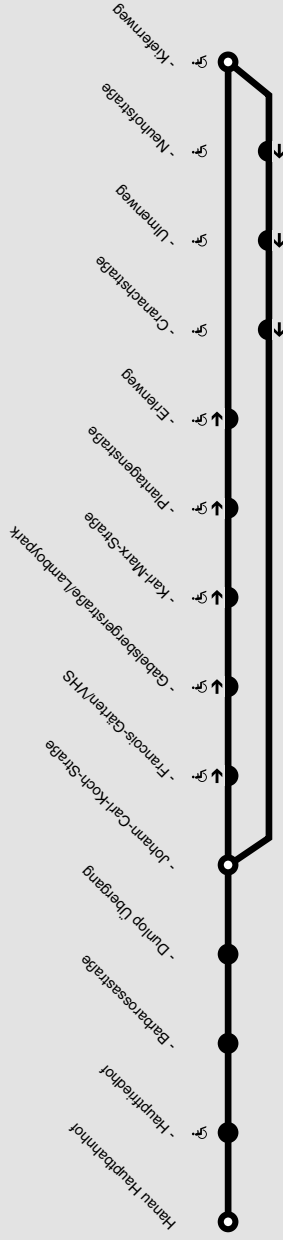 Hanau Hauptbahnhof
- Hauptfriedhof
- Barbarossastraße
- Dunlop Übergang
- Johann-Carl-Koch-Straße
- Francois-Gärten/VHS
- Gabelsbergerstraße/Lamboypark
- Karl-Marx-Straße
- Plantagenstraße
- Erlenweg
- Cranachstraße
- Ulmenweg
- Neuhofstraße
- Kiefernweg